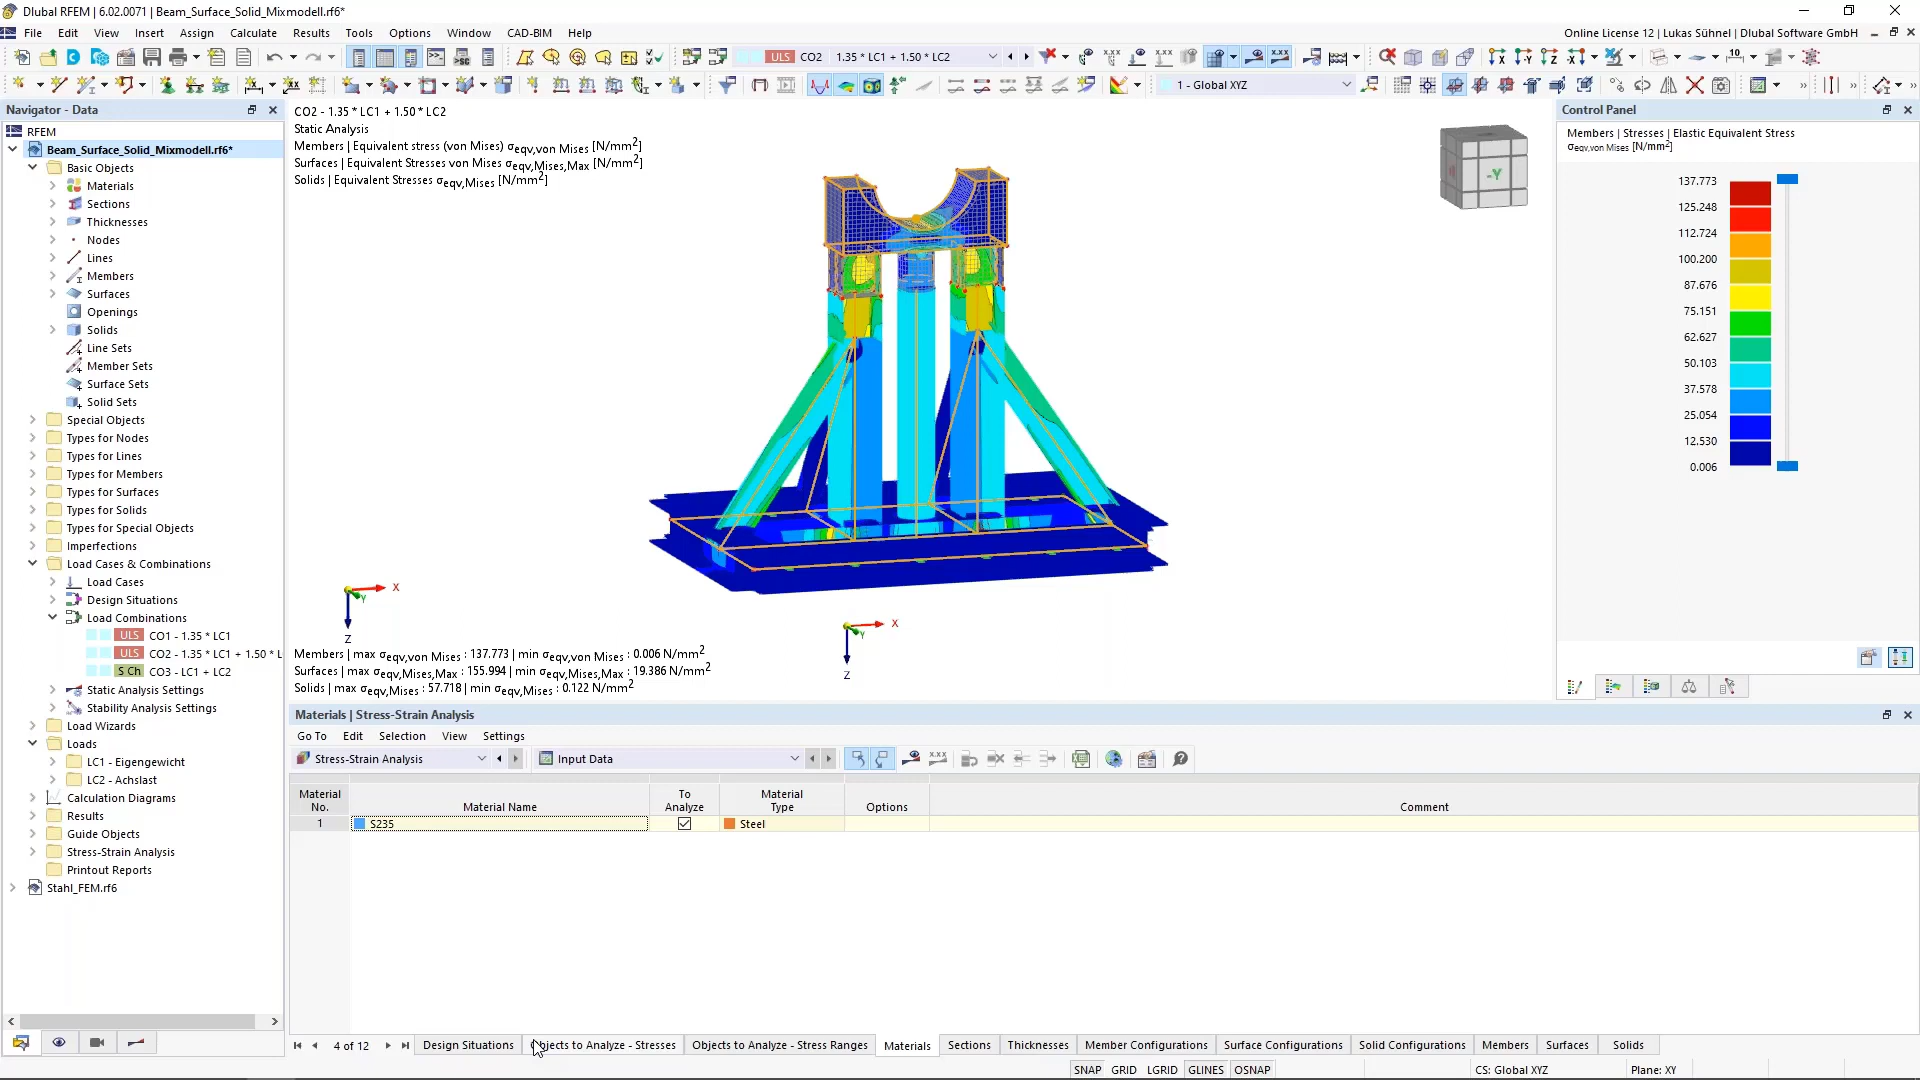 Dlubal RFEM | 6.02.0071 | Beam_Surface_Solid_Mixmodell.rf6*
File Edit View Insert Assign Calculate Results Tools Options Window CAD-BIM Help
Online License 12 | Lukas Sühnel | Dlubal Software GmbH
ULS CO2 1.35 * LC1 + 1.50 * LC2
1 - Global XYZ
Navigator - Data
RFEM
Beam_Surface_Solid_Mixmodell.rf6*
Basic Objects
Materials
Sections
Thicknesses
Nodes
Lines
Members
Surfaces
Openings
Solids
Line Sets
Member Sets
Surface Sets
Solid Sets
Special Objects
Types for Nodes
Types for Lines
Types for Members
Types for Surfaces
Types for Solids
Types for Special Objects
Imperfections
Load Cases & Combinations
Load Cases
Design Situations
Load Combinations
ULS CO1 - 1.35 * LC1
ULS CO2 - 1.35 * LC1 + 1.50 * L
S Ch CO3 - LC1 + LC2
Static Analysis Settings
Stability Analysis Settings
Load Wizards
Loads
LC1 - Eigengewicht
LC2 - Achslast
Calculation Diagrams
Results
Guide Objects
Stress-Strain Analysis
Printout Reports
Stahl_FEM.rf6
CO2 - 1.35 * LC1 + 1.50 * LC2
Static Analysis
Members | Equivalent stress (von Mises) σeqv,von Mises [N/mm2]
Surfaces | Equivalent Stresses von Mises σeqv,Mises,Max [N/mm2]
Solids | Equivalent Stresses σeqv,Mises [N/mm2]
-Y
X
Y
Z
X
Y
Z
Members | max σeqv,von Mises : 137.773 | min σeqv,von Mises : 0.006 N/mm2
Surfaces | max σeqv,Mises,Max : 155.994 | min σeqv,Mises,Max : 19.386 N/mm2
Solids | max σeqv,Mises : 57.718 | min σeqv,Mises : 0.122 N/mm2
Control Panel
Members | Stresses | Elastic Equivalent Stress
σeqv,von Mises [N/mm2]
137.773
125.248
112.724
100.200
87.676
75.151
62.627
50.103
37.578
25.054
12.530
0.006
Materials | Stress-Strain Analysis
Go To Edit Selection View Settings
Stress-Strain Analysis Input Data
Material No. Material Name To Analyze Material Type Options Comment
1 S235 Steel
4 of 12 Design Situations Objects to Analyze - Stresses Objects to Analyze - Stress Ranges Materials Sections Thicknesses Member Configurations Surface Configurations Solid Configurations Members Surfaces Solids
SNAP GRID LGRID GLINES OSNAP CS: Global XYZ Plane: XY